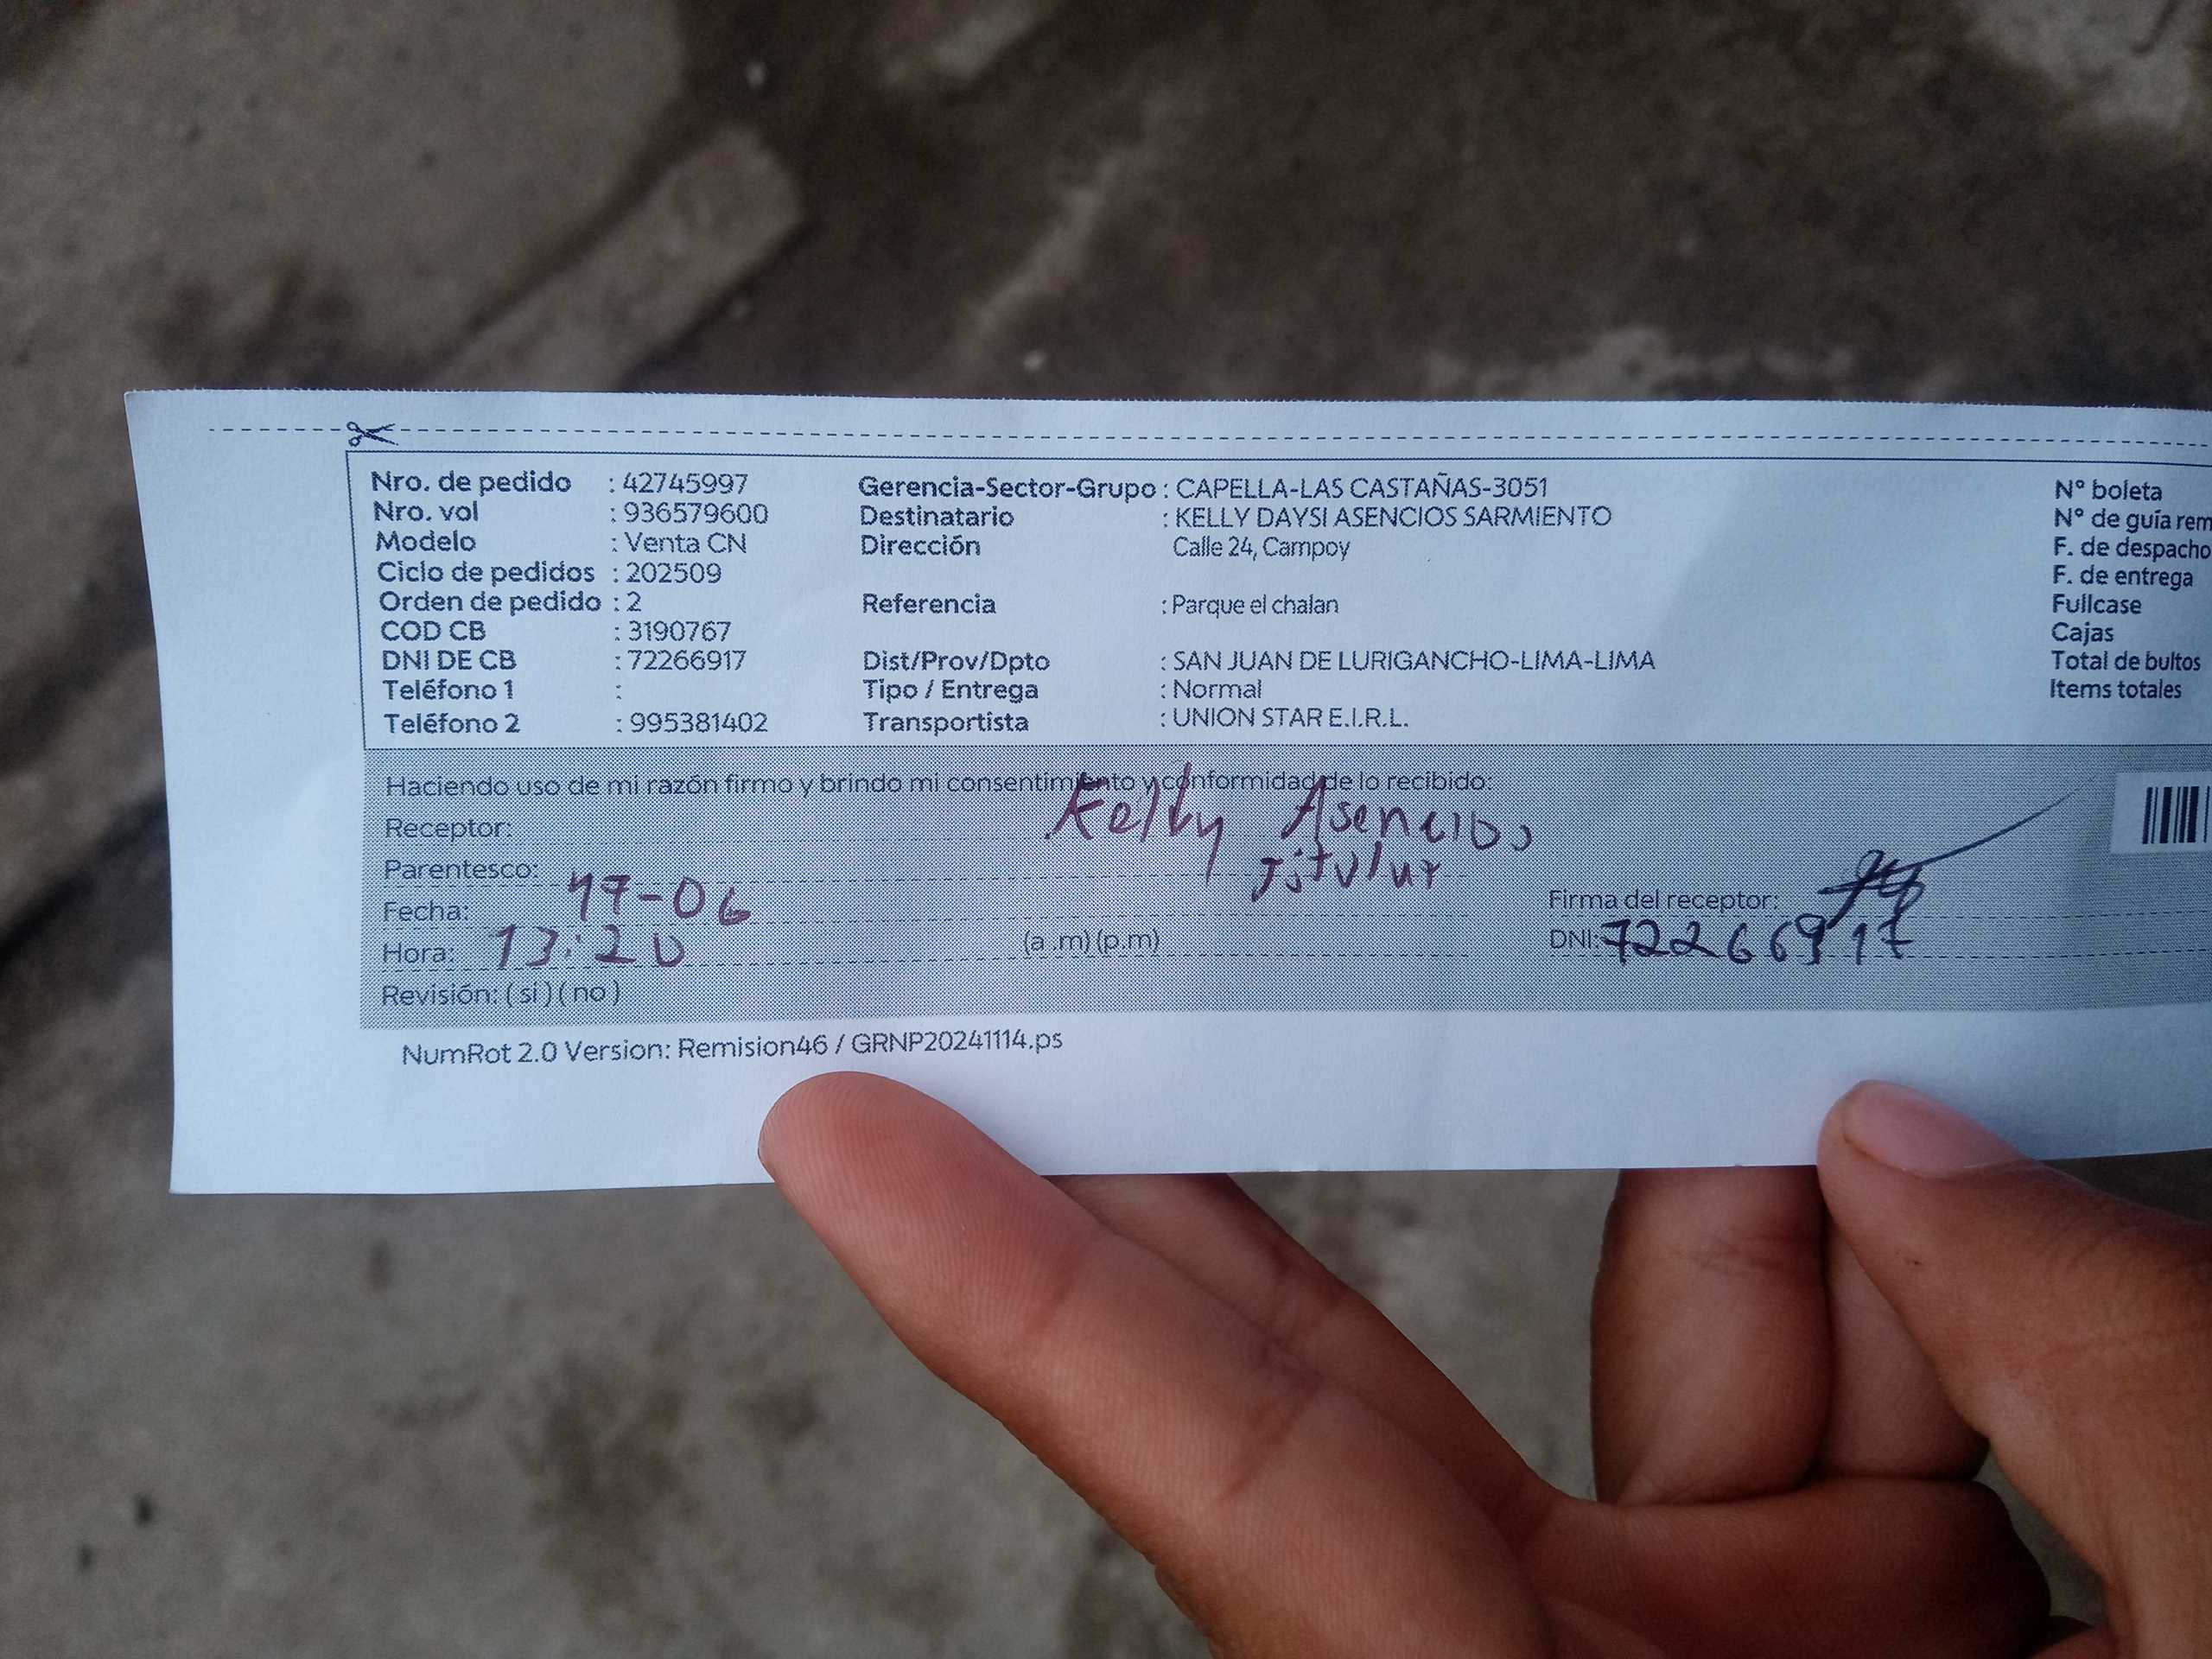 Nro. de pedido : 42745997
Nro. vol : 936579600
Modelo : Venta CN
Ciclo de pedidos : 202509
Orden de pedido : 2
COD CB : 3190767
DNI DE CB : 72266917
Teléfono 1 :
Teléfono 2 : 995381402
Gerencia-Sector-Grupo : CAPELLA-LAS CASTAÑAS-3051
Destinatario : KELLY DAYSI ASENCIOS SARMIENTO
Dirección Calle 24, Campoy
Referencia : Parque el chalan
Dist/Prov/Dpto : SAN JUAN DE LURIGANCHO-LIMA-LIMA
Tipo / Entrega : Normal
Transportista : UNION STAR E.I.R.L.
N° boleta
N° de guía rem
F. de despacho
F. de entrega
Fullcase
Cajas
Total de bultos
Items totales
Haciendo uso de mi razón firmo y brindo mi consentimiento y conformidad de lo recibido:
Receptor: Kelly Asencios
Parentesco: titular
Fecha: 17-06
Hora: 13:20 (a .m) (p.m)
Revisión: ( si ) ( no )
Firma del receptor:
DNI: 72266917
NumRot 2.0 Version: Remision46 / GRNP20241114.ps